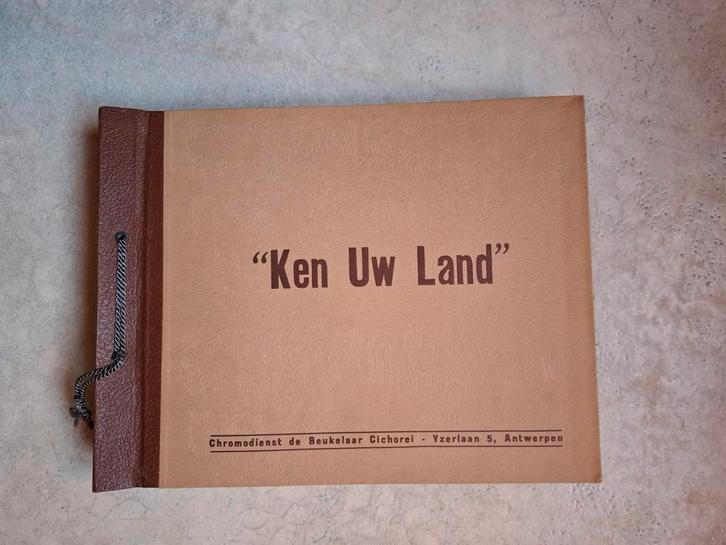 “Ken Uw Land”
Chromodienst de Beukelaar Cichorei - Yzerlaan 5, Antwerpen